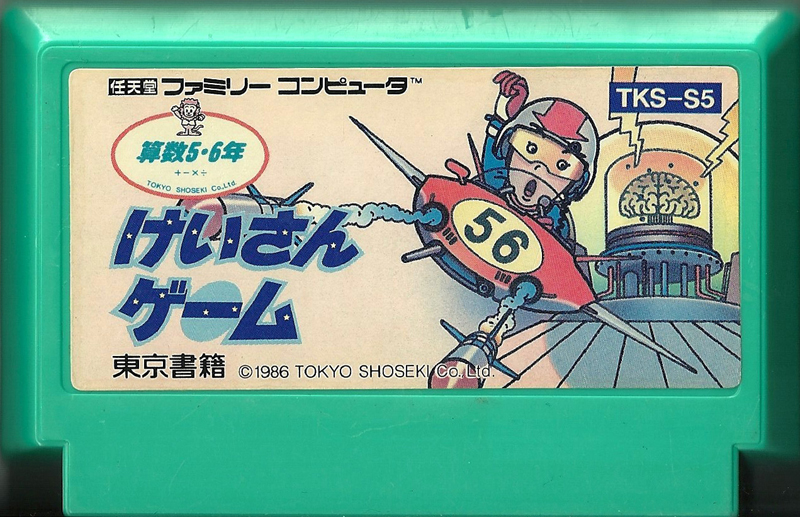 任天堂 ファミリー コンピュータ™
TKS-S5
算数5・6年
+-×÷
TOKYO SHOSEKI Co.,Ltd.
けいさん
ゲーム
56
東京書籍 ©1986 TOKYO SHOSEKI Co., Ltd.